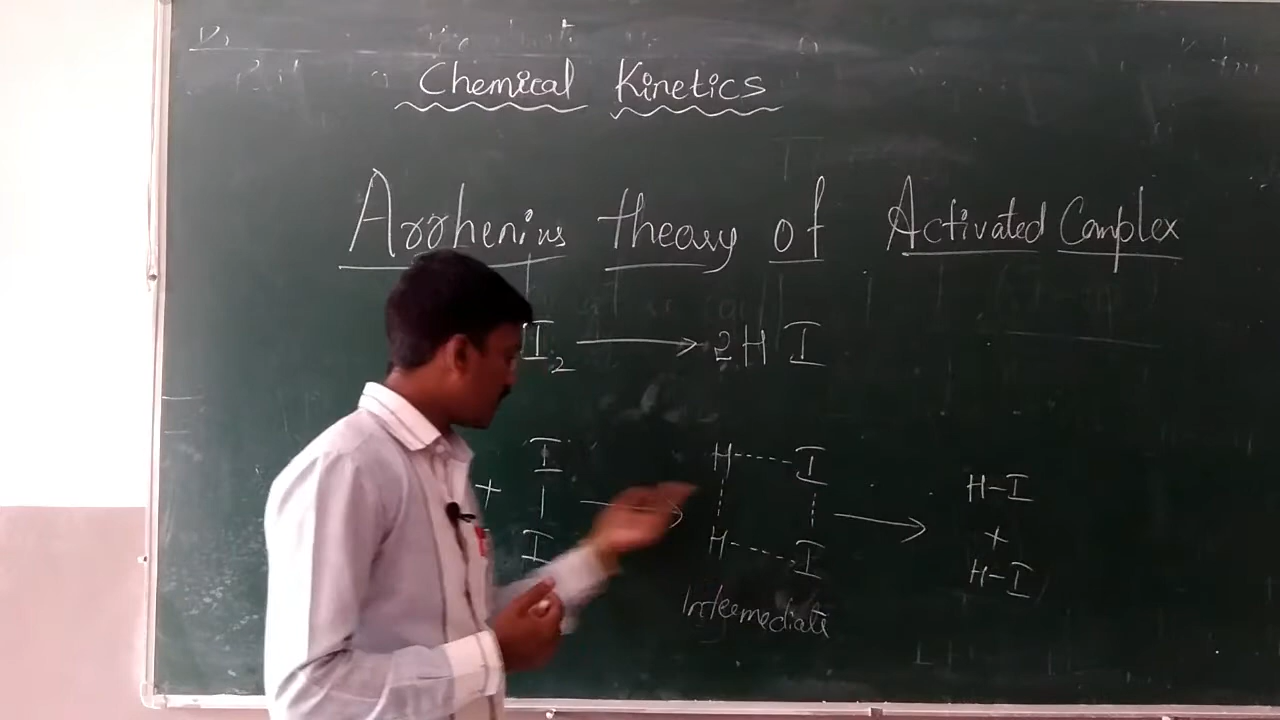 Chemical Kinetics
Arrhenius theory of Activated Complex
I₂ ⟶ 2HI
I H----I H-I
+ | ⟶ ¦ ¦ ⟶ +
I H----I H-I
Intermediate